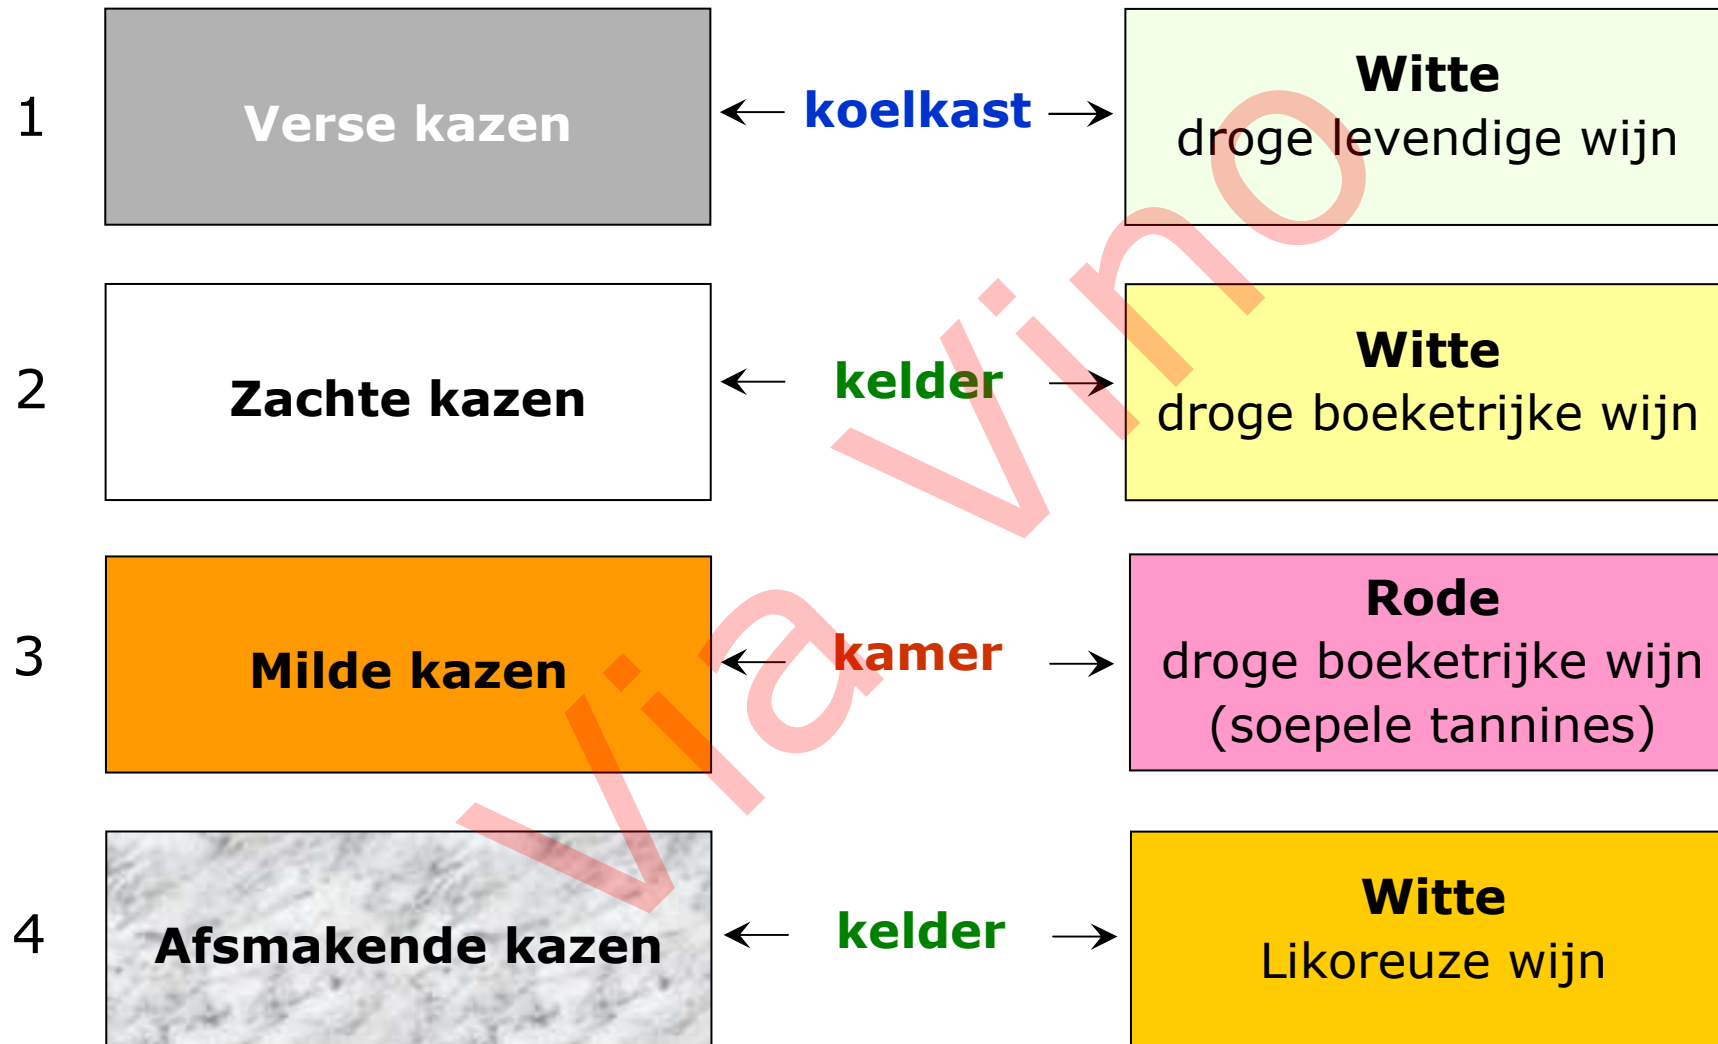 1
Verse kazen
koelkast
Witte
droge levendige wijn
2
Zachte kazen
kelder
Witte
droge boeketrijke wijn
3
Milde kazen
kamer
Rode
droge boeketrijke wijn
(soepele tannines)
4
Afsmakende kazen
kelder
Witte
Likoreuze wijn
Via Vino